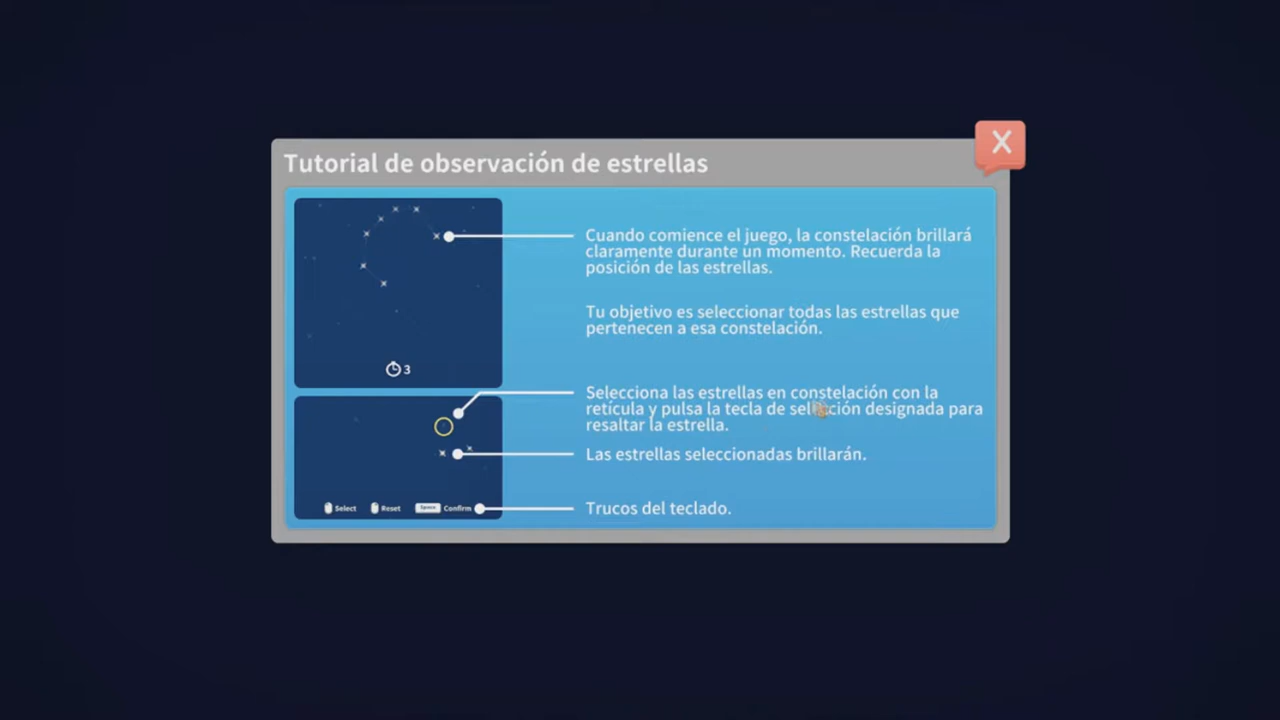 X
Tutorial de observación de estrellas
Cuando comience el juego, la constelación brillará
claramente durante un momento. Recuerda la
posición de las estrellas.
Tu objetivo es seleccionar todas las estrellas que
pertenecen a esa constelación.
3
Selecciona las estrellas en constelación con la
retícula y pulsa la tecla de selección designada para
resaltar la estrella.
Las estrellas seleccionadas brillarán.
Select Reset Space Confirm
Trucos del teclado.